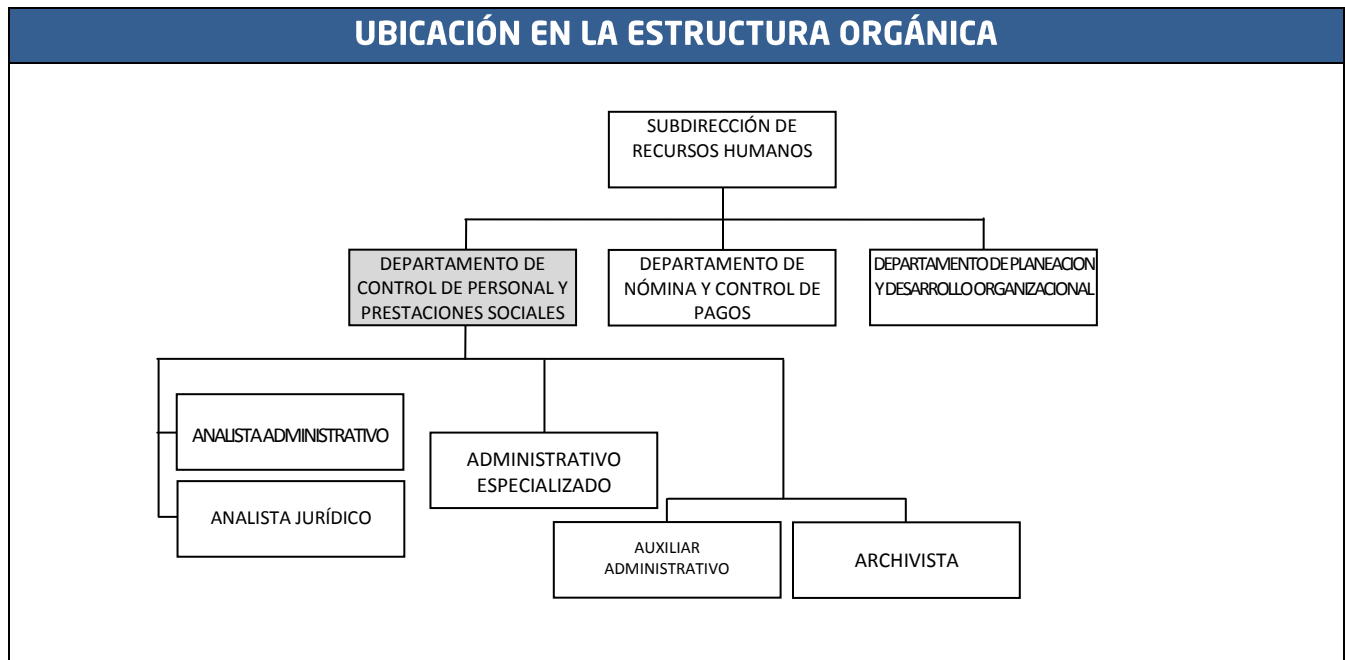 UBICACIÓN EN LA ESTRUCTURA ORGÁNICA
SUBDIRECCIÓN DE
RECURSOS HUMANOS
DEPARTAMENTO DE
CONTROL DE PERSONAL Y
PRESTACIONES SOCIALES
DEPARTAMENTO DE
NÓMINA Y CONTROL DE
PAGOS
DEPARTAMENTO DE PLANEACION
Y DESARROLLO ORGANIZACIONAL
ANALISTA ADMINISTRATIVO
ANALISTA JURÍDICO
ADMINISTRATIVO
ESPECIALIZADO
AUXILIAR
ADMINISTRATIVO
ARCHIVISTA